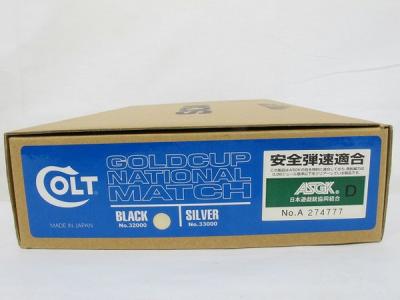 COLT
MADE IN JAPAN
GOLDCUP
NATIONAL
MATCH
BLACK
No.32000
SILVER
No.33000
安全弾速適合
ASGK
D
日本遊戯銃協同組合
No.A 274777